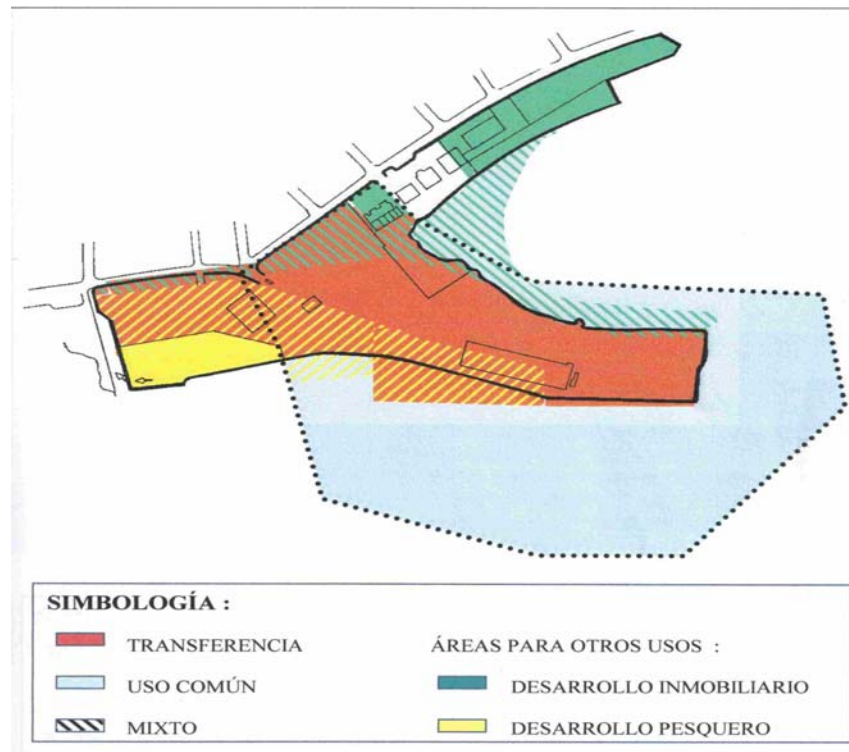 SIMBOLOGÍA :
TRANSFERENCIA
ÁREAS PARA OTROS USOS :
USO COMÚN
DESARROLLO INMOBILIARIO
MIXTO
DESARROLLO PESQUERO